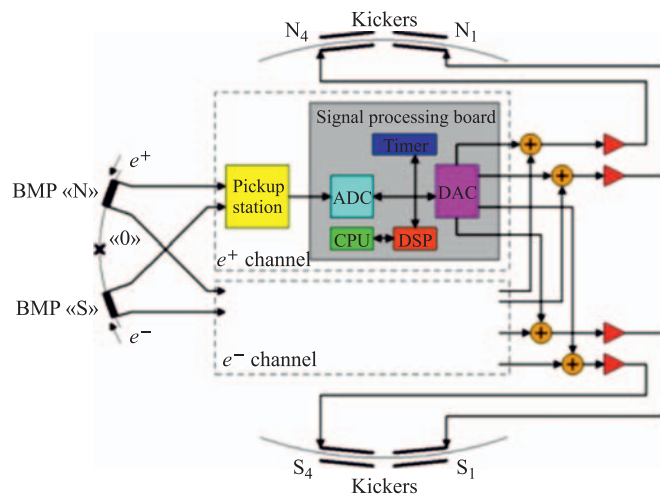 Kickers
N4
N1
Signal processing board
Timer
e+
BMP «N»
Pickup
station
ADC
DAC
«0»
CPU
DSP
e+ channel
BMP «S»
e−
e− channel
S4
S1
Kickers